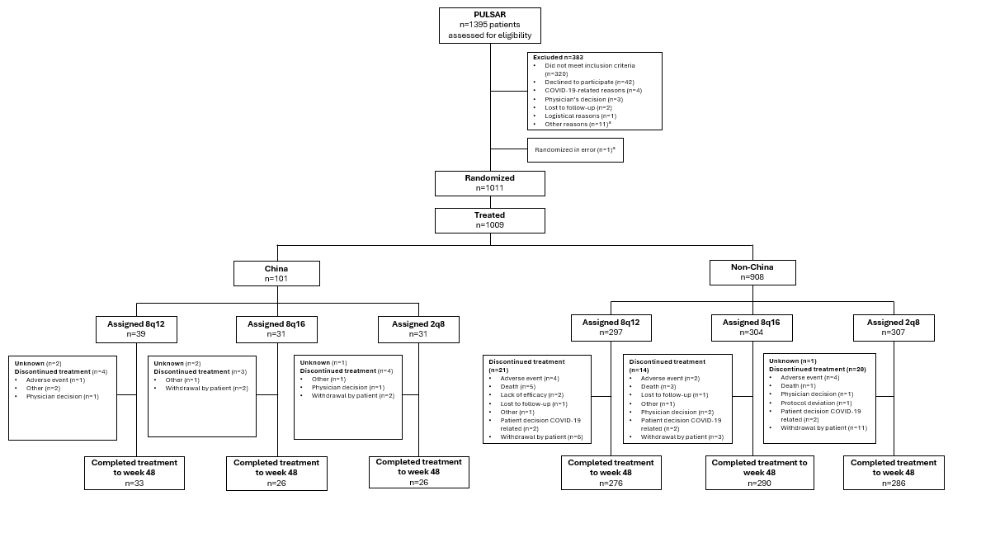 PULSAR
n=1395 patients
assessed for eligibility
Excluded n=383
• Did not meet inclusion criteria
(n=320)
• Declined to participate (n=42)
• COVID-19-related reasons (n=4)
• Physician's decision (n=3)
• Lost to follow-up (n=2)
• Logistical reasons (n=1)
• Other reasons (n=11)ª
Randomized in error (n=1)ª
Randomized
n=1011
Treated
n=1009
China
n=101
Non-China
n=908
Assigned 8q12
n=39
Assigned 8q16
n=31
Assigned 2q8
n=31
Assigned 8q12
n=297
Assigned 8q16
n=304
Assigned 2q8
n=307
Unknown (n=2)
Discontinued treatment (n=4)
• Adverse event (n=1)
• Other (n=2)
• Physician decision (n=1)
Unknown (n=2)
Discontinued treatment (n=3)
• Other (n=1)
• Withdrawal by patient (n=2)
Unknown (n=1)
Discontinued treatment (n=4)
• Other (n=1)
• Physician decision (n=1)
• Withdrawal by patient (n=2)
Discontinued treatment
(n=21)
• Adverse event (n=4)
• Death (n=5)
• Lack of efficacy (n=2)
• Lost to follow-up (n=1)
• Other (n=1)
• Patient decision COVID-19
related (n=2)
• Withdrawal by patient (n=6)
Discontinued treatment
(n=14)
• Adverse event (n=2)
• Death (n=3)
• Lost to follow-up (n=1)
• Other (n=1)
• Physician decision (n=2)
• Patient decision COVID-19
related (n=2)
• Withdrawal by patient (n=3)
Unknown (n=1)
Discontinued treatment (n=20)
• Adverse event (n=4)
• Death (n=1)
• Physician decision (n=1)
• Protocol deviation (n=1)
• Patient decision COVID-19
related (n=2)
• Withdrawal by patient (n=11)
Completed treatment
to week 48
n=33
Completed treatment
to week 48
n=26
Completed treatment
to week 48
n=26
Completed treatment
to week 48
n=276
Completed treatment to
week 48
n=290
Completed treatment
to week 48
n=286